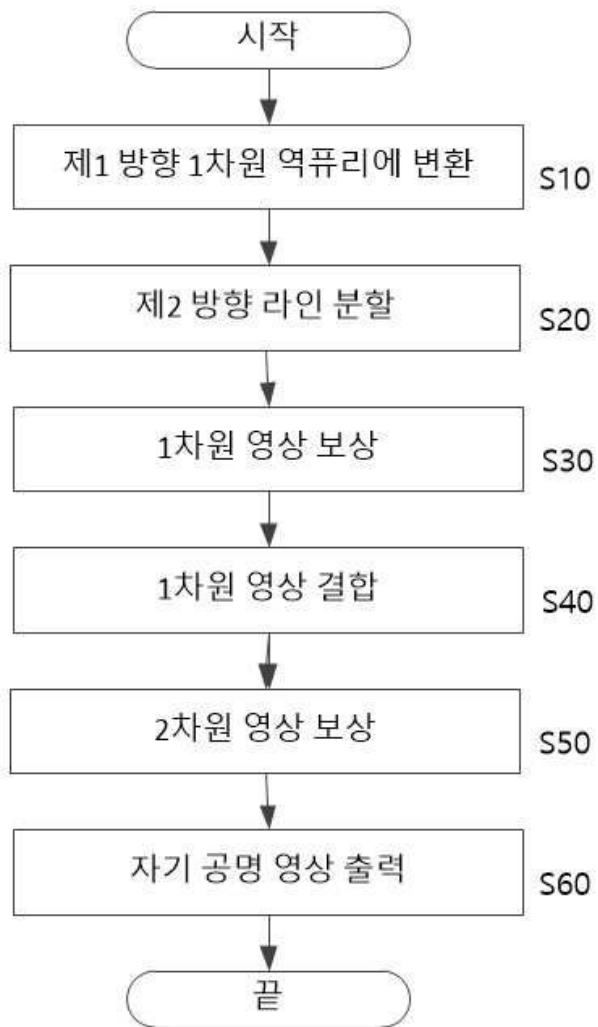 시작
제1 방향 1차원 역퓨리에 변환
S10
제2 방향 라인 분할
S20
1차원 영상 보상
S30
1차원 영상 결합
S40
2차원 영상 보상
S50
자기 공명 영상 출력
S60
끝